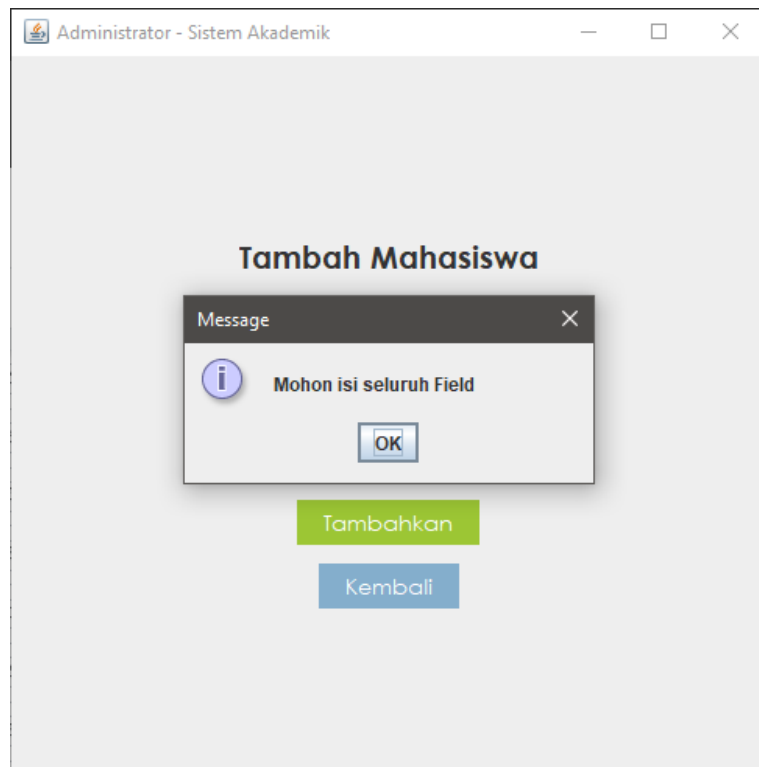 Administrator - Sistem Akademik
Tambah Mahasiswa
Message
Mohon isi seluruh Field
OK
Tambahkan
Kembali